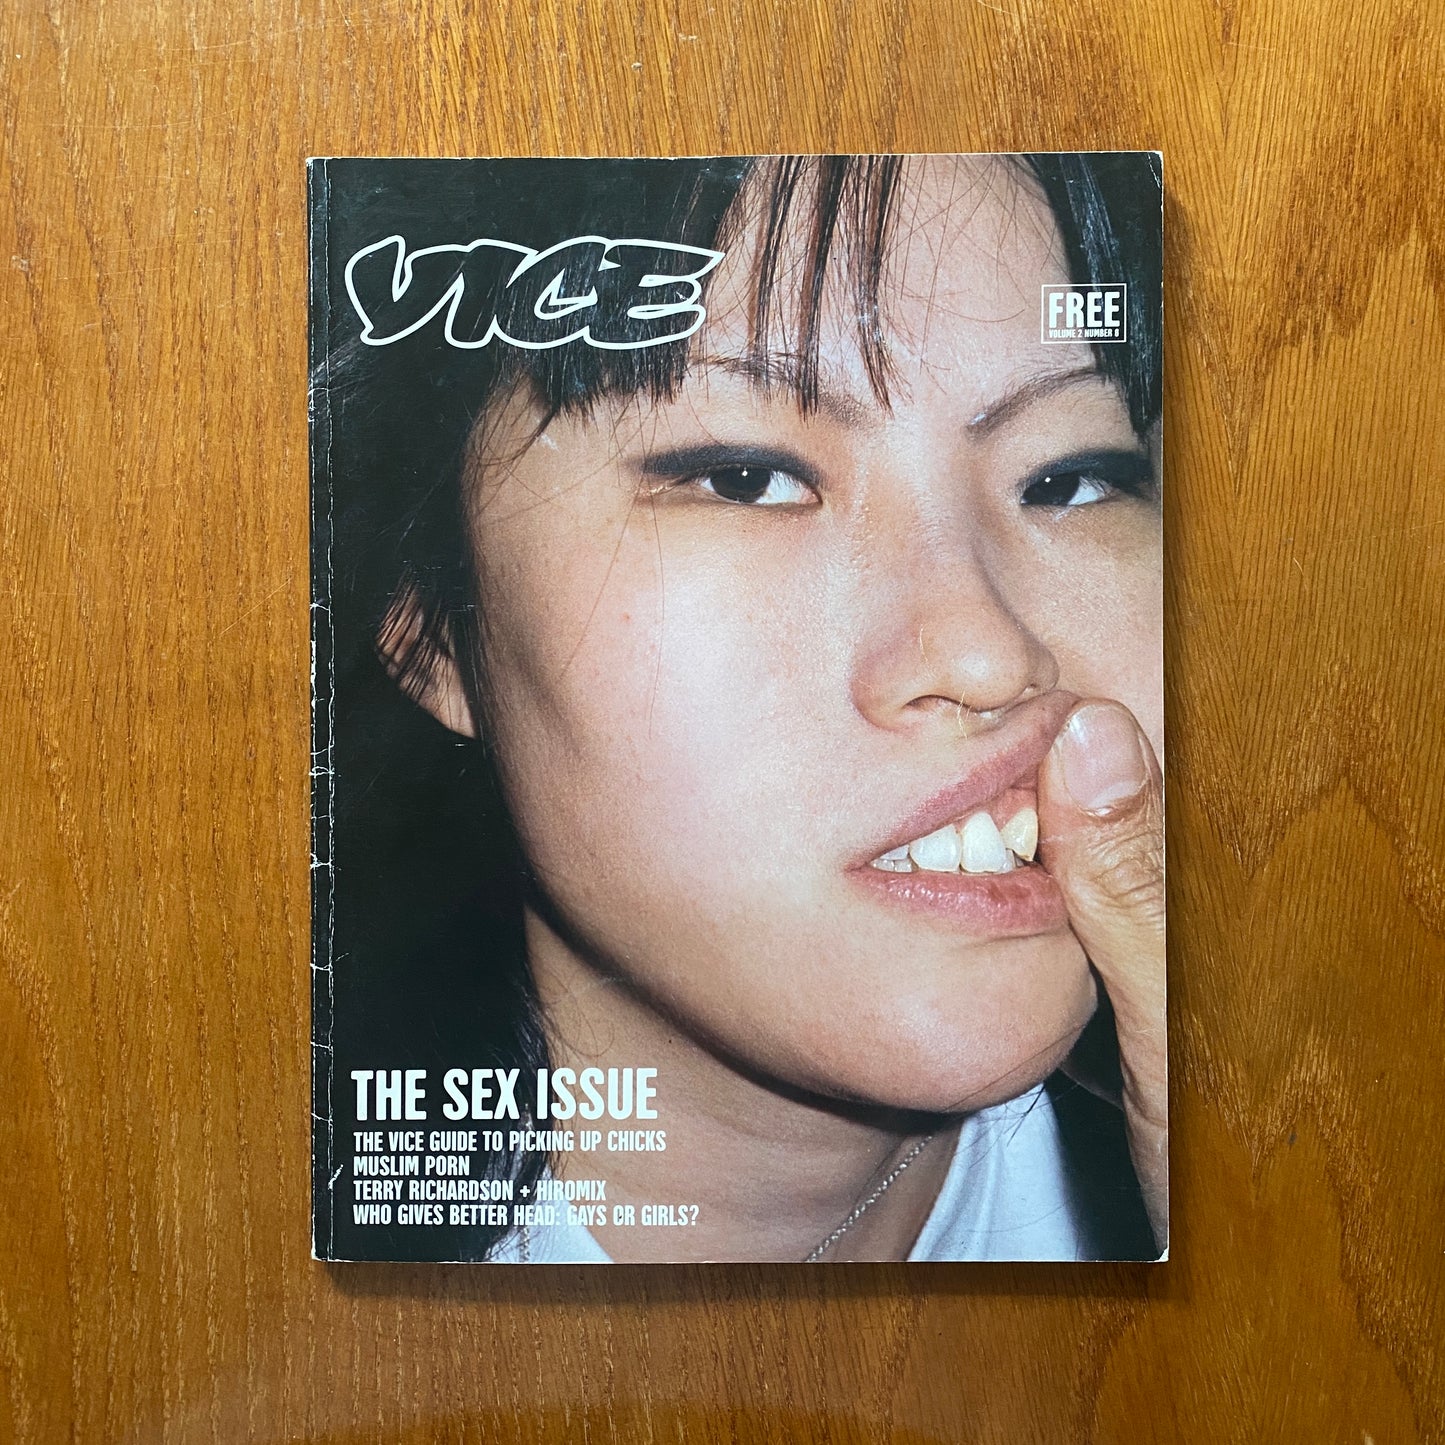 VICE
FREE
VOLUME 2 NUMBER 6
THE SEX ISSUE
THE VICE GUIDE TO PICKING UP CHICKS
MUSLIM PORN
TERRY RICHARDSON + HIROMIX
WHO GIVES BETTER HEAD: GAYS OR GIRLS?